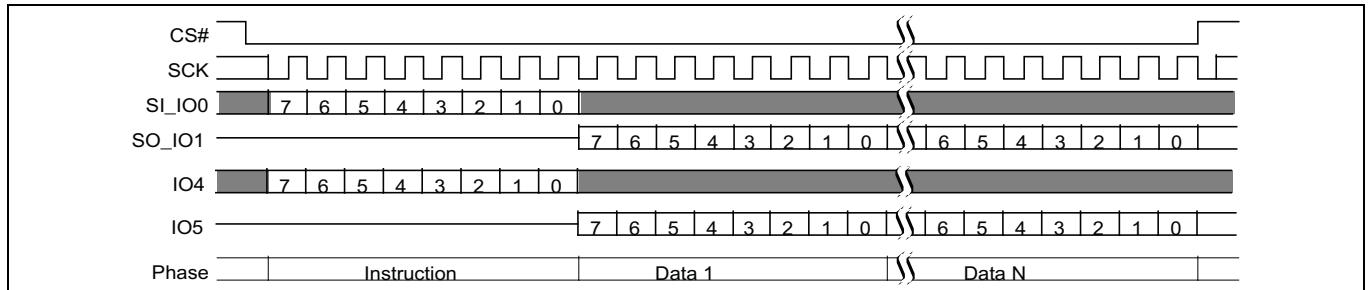 CS#
SCK
SI_IO0 7 6 5 4 3 2 1 0
SO_IO1 7 6 5 4 3 2 1 0 6 5 4 3 2 1 0
IO4 7 6 5 4 3 2 1 0
IO5 7 6 5 4 3 2 1 0 6 5 4 3 2 1 0
Phase Instruction Data 1 Data N